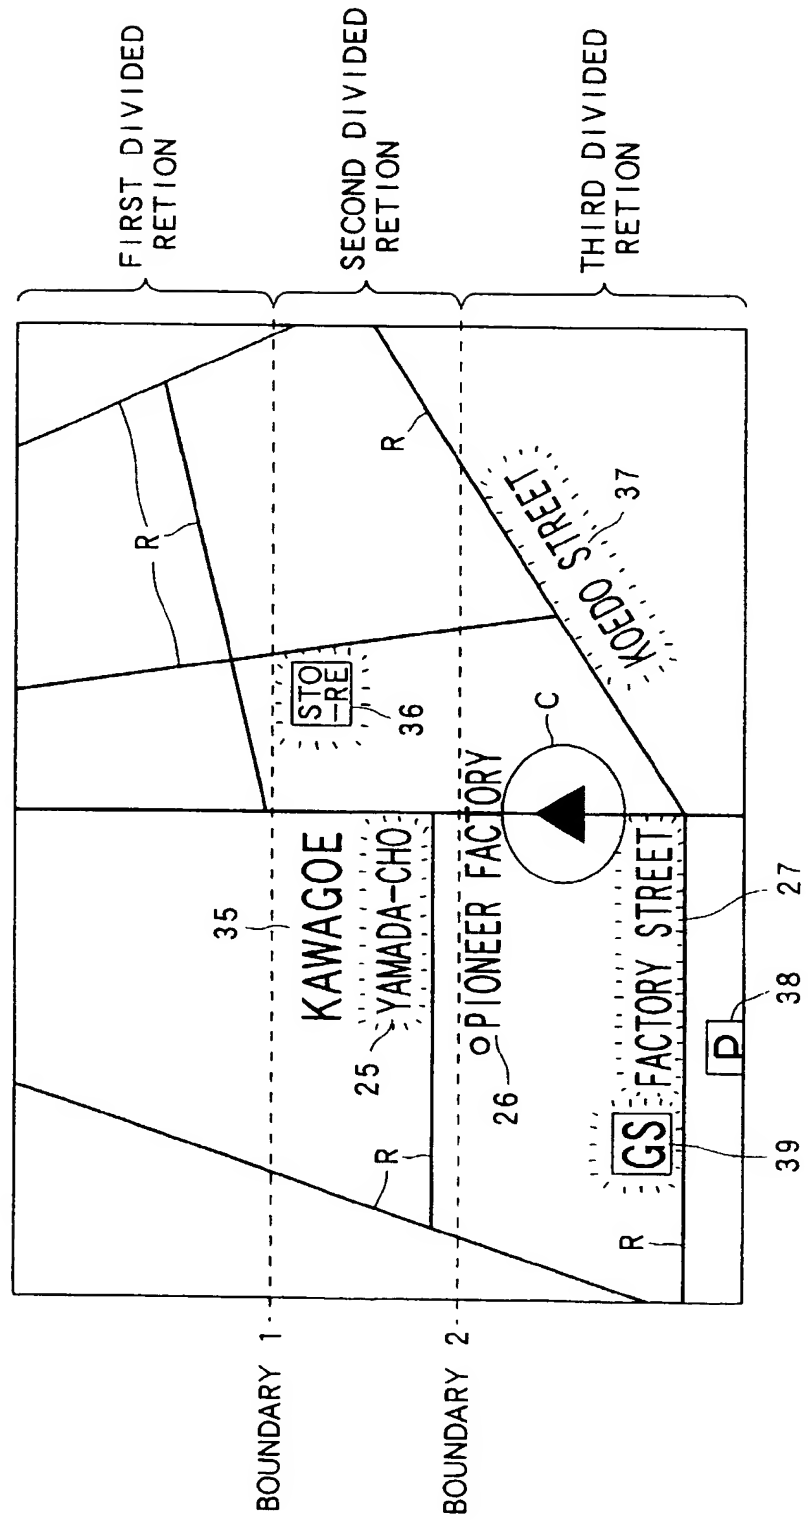 FIRST DIVIDED
RETION
SECOND DIVIDED
RETION
THIRD DIVIDED
RETION
BOUNDARY 1
BOUNDARY 2
R
R
R
R
R
35
KAWAGOE
25
YAMADA-CHO
STO
-RE
36
26
PIONEER FACTORY
C
KOEDO STREET
37
GS
FACTORY STREET
39
P
38
27